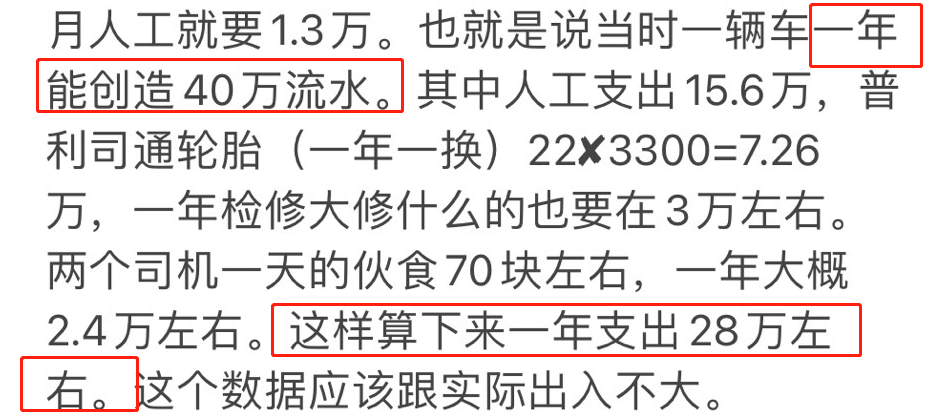 月人工就要1.3万。也就是说当时一辆车一年
能创造40万流水。其中人工支出15.6万，普
利司通轮胎（一年一换）22✘3300=7.26
万，一年检修大修什么的也要在3万左右。
两个司机一天的伙食70块左右，一年大概
2.4万左右。这样算下来一年支出28万左
右。这个数据应该跟实际出入不大。